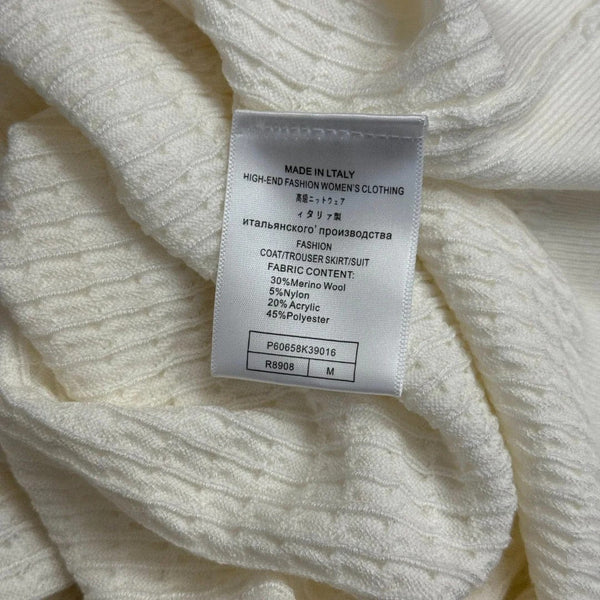 MADE IN LTALY
HIGH-END FASHION WOMEN'S CLOTHING
高級ニットウェア
ィタリァ製
итальянского' производства
FASHION
COAT/TROUSER SKIRT/SUIT
FABRIC CONTENT:
30%Merino Wool
5%Nylon
20%Acrylic
45%Polyester
P60658K39016
R8908 M